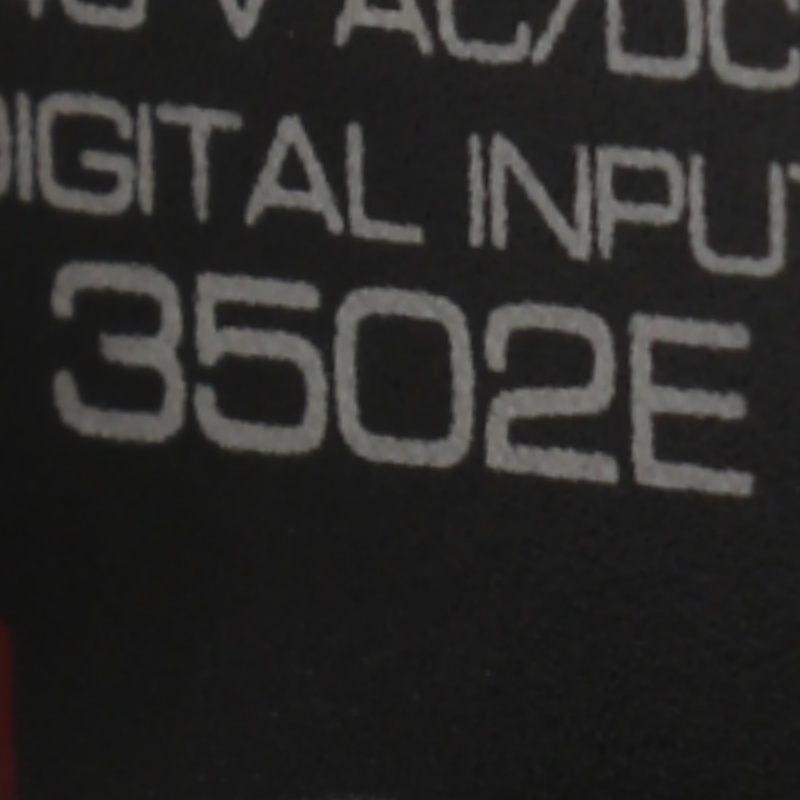 V AC/DC
DIGITAL INPUT
3502E